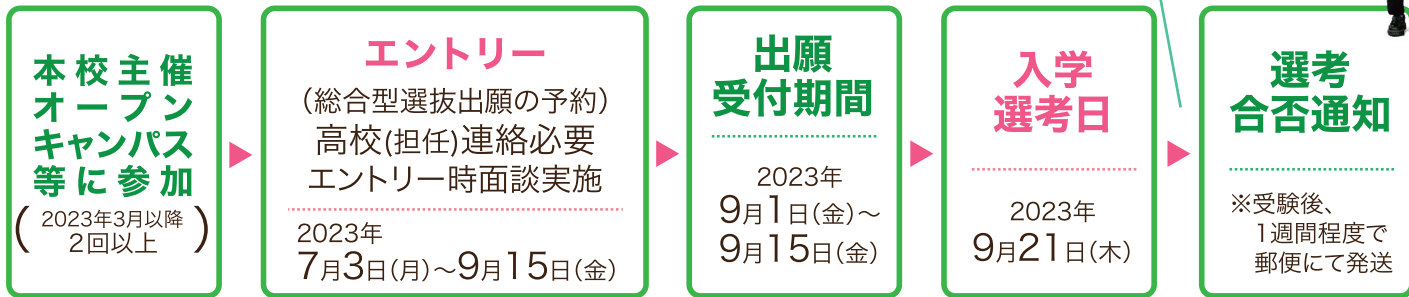 本校主催
オープン
キャンパス
等に参加
(2023年3月以降
2回以上)
エントリー
(総合型選抜出願の予約)
高校(担任)連絡必要
エントリー時面談実施
2023年
7月3日(月)〜9月15日(金)
出願
受付期間
2023年
9月1日(金)〜
9月15日(金)
入学
選考日
2023年
9月21日(木)
選考
合否通知
※受験後、
1週間程度で
郵便にて発送